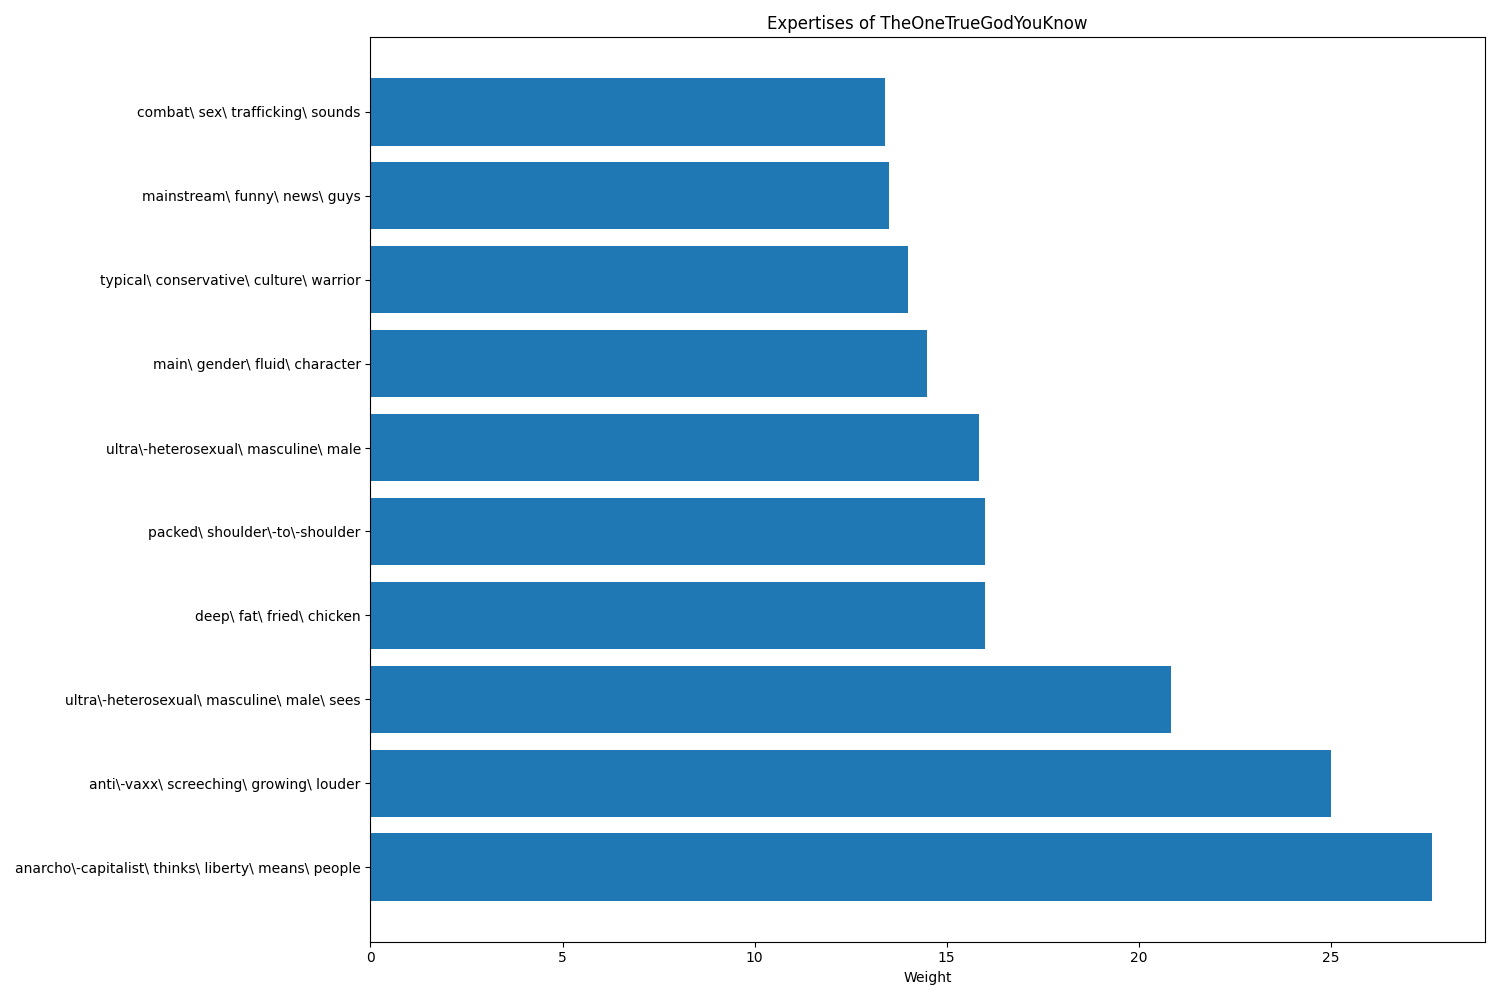 Expertises of TheOneTrueGodYouKnow
combat\ sex\ trafficking\ sounds
mainstream\ funny\ news\ guys
typical\ conservative\ culture\ warrior
main\ gender\ fluid\ character
ultra\-heterosexual\ masculine\ male
packed\ shoulder\-to\-shoulder
deep\ fat\ fried\ chicken
ultra\-heterosexual\ masculine\ male\ sees
anti\-vaxx\ screeching\ growing\ louder
anarcho\-capitalist\ thinks\ liberty\ means\ people
0 5 10 15 20 25
Weight